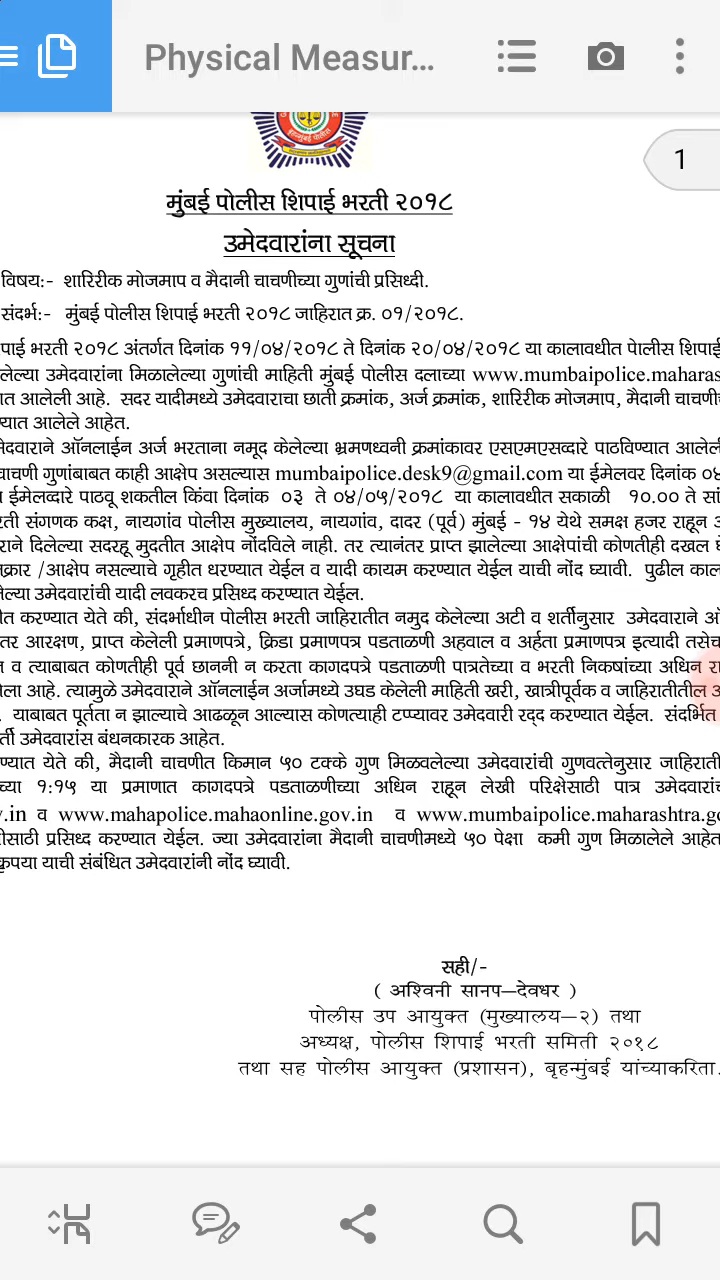 Physical Measur...
1
मुंबई पोलीस शिपाई भरती २०१८
उमेदवारांना सूचना
विषय:- शारिरीक मोजमाप व मैदानी चाचणीच्या गुणांची प्रसिध्दी.
संदर्भ:- मुंबई पोलीस शिपाई भरती २०१८ जाहिरात क्र. ०१/२०१८.
पाई भरती २०१८ अंतर्गत दिनांक ११/०४/२०१८ ते दिनांक २०/०४/२०१८ या कालावधीत पेालीस शिपाई
लेल्या उमेदवारांना मिळालेल्या गुणांची माहिती मुंबई पोलीस दलाच्या www.mumbaipolice.maharas
ात आलेली आहे. सदर यादीमध्ये उमेदवाराचा छाती क्रमांक, अर्ज क्रमांक, शारिरीक मोजमाप, मैदानी चाचणीच
ण्यात आलेले आहेत.
मेदवाराने ऑनलाईन अर्ज भरताना नमूद केलेल्या भ्रमणध्वनी क्रमांकावर एसएमएसव्दारे पाठविण्यात आलेली
चाचणी गुणांबाबत काही आक्षेप असल्यास mumbaipolice.desk9@gmail.com या ईमेलवर दिनांक ०४
ईमेलव्दारे पाठवू शकतील किंवा दिनांक ०३ ते ०४/०५/२०१८ या कालावधीत सकाळी १०.०० ते सां
रती संगणक कक्ष, नायगांव पोलीस मुख्यालय, नायगांव, दादर (पूर्व) मुंबई - १४ येथे समक्ष हजर राहून
राने दिलेल्या सदरहू मुदतीत आक्षेप नोंदविले नाही. तर त्यानंतर प्राप्त झालेल्या आक्षेपांची कोणतीही दखल
क्रार /आक्षेप नसल्याचे गृहीत धरण्यात येईल व यादी कायम करण्यात येईल याची नोंद घ्यावी. पुढील काल
लेल्या उमेदवारांची यादी लवकरच प्रसिध्द करण्यात येईल.
ीत करण्यात येते की, संदर्भाधीन पोलीस भरती जाहिरातीत नमुद केलेल्या अटी व शर्तीनुसार उमेदवाराने
तर आरक्षण, प्राप्त केलेली प्रमाणपत्रे, क्रिडा प्रमाणपत्र पडताळणी अहवाल व अर्हता प्रमाणपत्र इत्यादी तसेच
व त्याबाबत कोणतीही पूर्व छाननी न करता कागदपत्रे पडताळणी पात्रतेच्या व भरती निकषांच्या अधिन रा
ला आहे. त्यामुळे उमेदवाराने ऑनलाईन अर्जामध्ये उघड केलेली माहिती खरी, खात्रीपूर्वक व जाहिरातीतील
. याबाबत पूर्तता न झाल्याचे आढळून आल्यास कोणत्याही टप्प्यावर उमेदवारी रद्द करण्यात येईल. संदर्भित
र्ती उमेदवारांस बंधनकारक आहेत.
ण्यात येते की, मैदानी चाचणीत किमान ५० टक्के गुण मिळवलेल्या उमेदवारांची गुणवत्तेनुसार जाहिराती
च्या १:१५ या प्रमाणात कागदपत्रे पडताळणीच्या अधिन राहून लेखी परिक्षेसाठी पात्र उमेदवारांच
.in व www.mahapolice.mahaonline.gov.in व www.mumbaipolice.maharashtra.go
ीसाठी प्रसिध्द करण्यात येईल. ज्या उमेदवारांना मैदानी चाचणीमध्ये ५० पेक्षा कमी गुण मिळालेले आहेत
कृपया याची संबंधित उमेदवारांनी नोंद घ्यावी.
सही/-
( अश्विनी सानप—देवधर )
पोलीस उप आयुक्त (मुख्यालय—२) तथा
अध्यक्ष, पोलीस शिपाई भरती समिती २०१८
तथा सह पोलीस आयुक्त (प्रशासन), बृहन्मुंबई यांच्याकरिता.